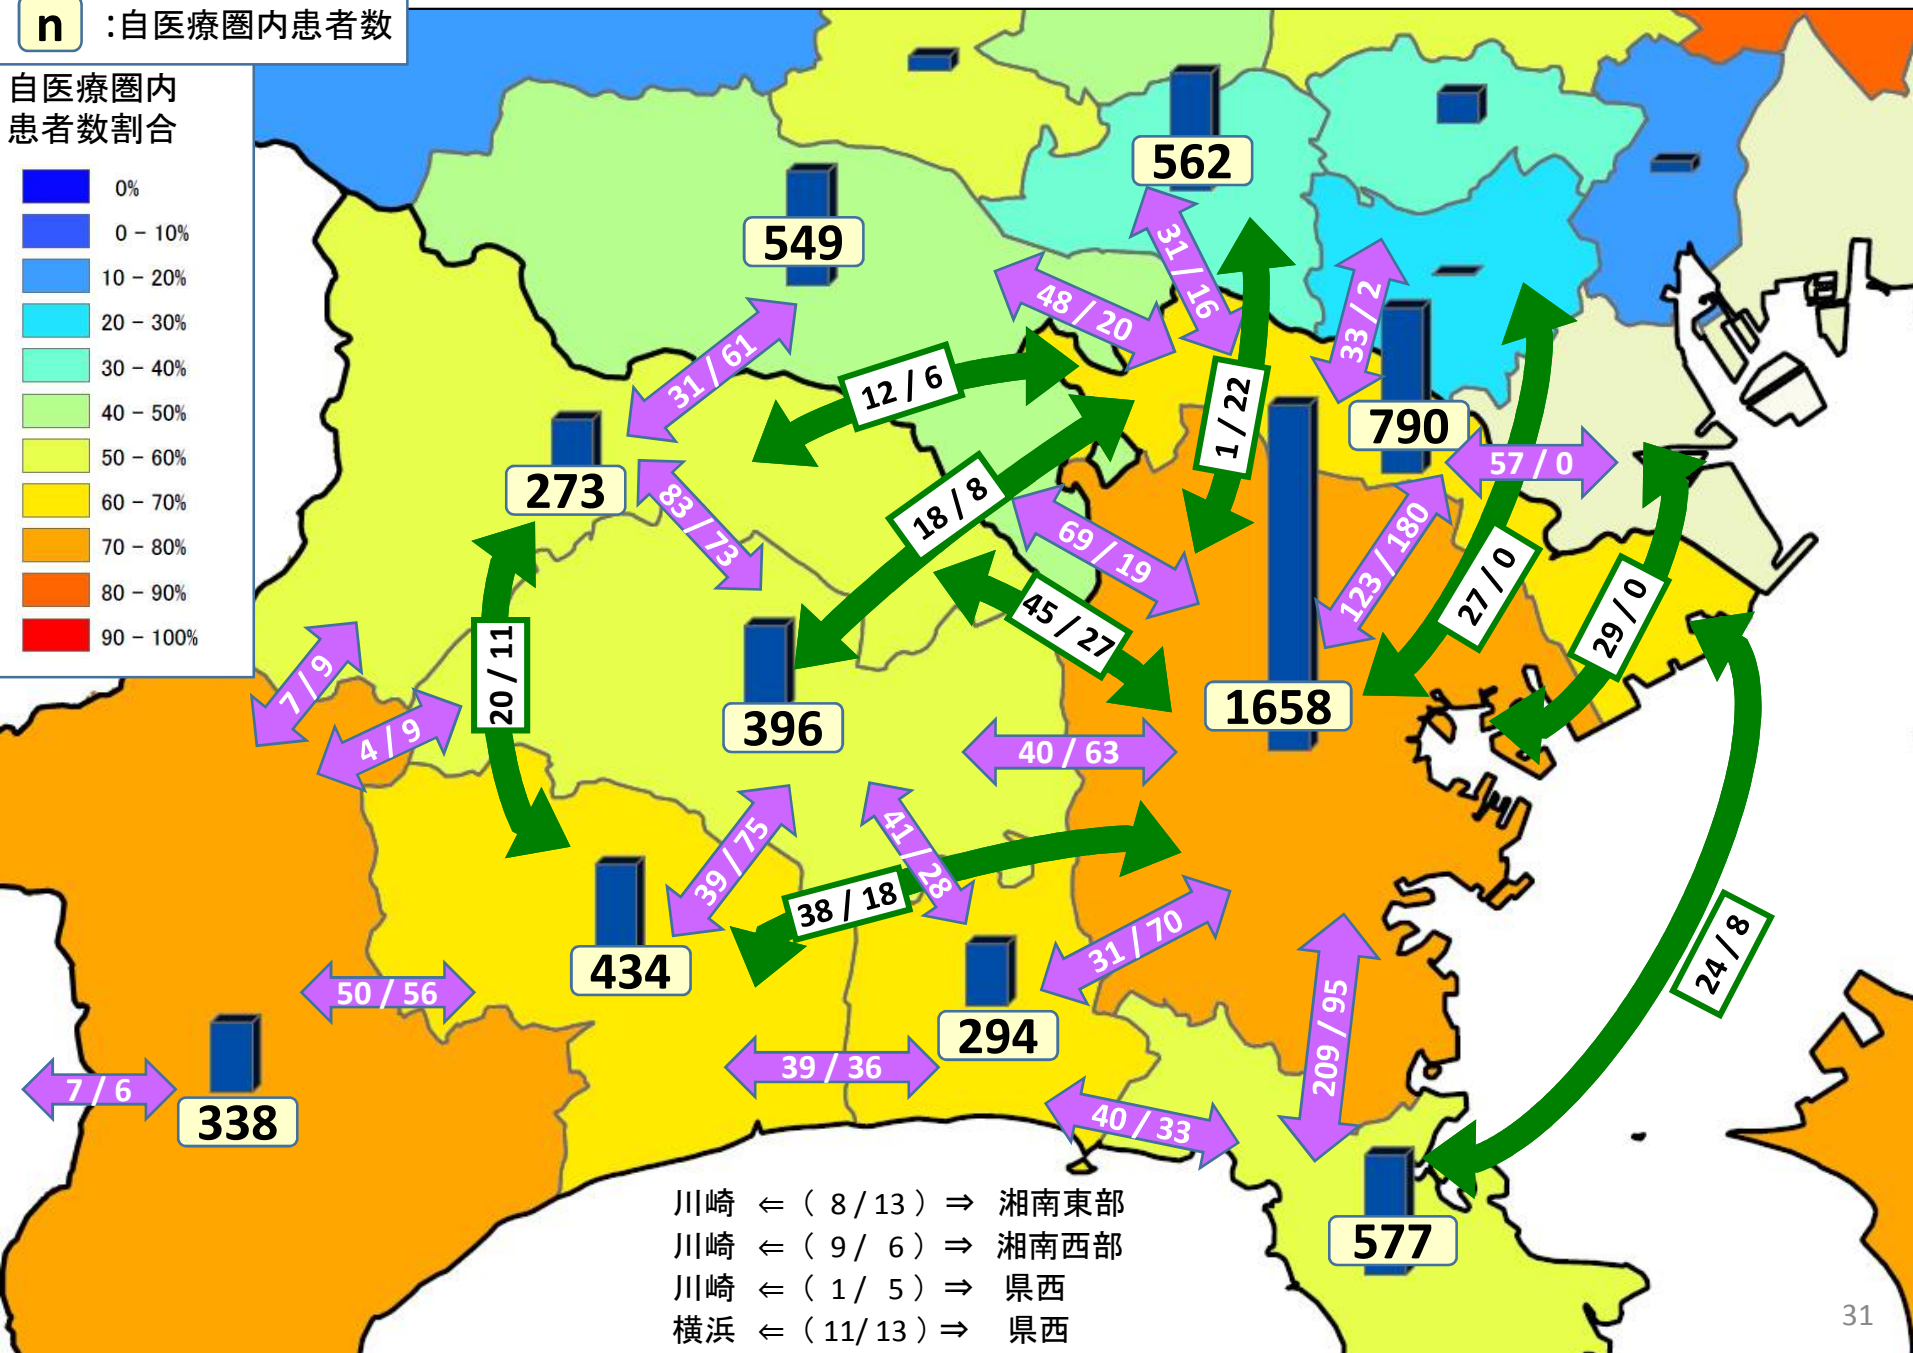 n :自医療圏内患者数
自医療圏内
患者数割合
0%
0 - 10%
10 - 20%
20 - 30%
30 - 40%
40 - 50%
50 - 60%
60 - 70%
70 - 80%
80 - 90%
90 - 100%
562
549
31 / 16
48 / 20
33 / 2
31 / 61
12 / 6
1 / 22
790
57 / 0
273
83 / 73
18 / 8
69 / 19
123 / 180
27 / 0
29 / 0
45 / 27
20 / 11
7 / 9
4 / 9
396
1658
40 / 63
39 / 75
41 / 28
38 / 18
434
31 / 70
24 / 8
50 / 56
294
209 / 95
7 / 6
338
39 / 36
40 / 33
577
川崎 ⇐ ( 8 / 13 ) ⇒ 湘南東部
川崎 ⇐ ( 9 / 6 ) ⇒ 湘南西部
川崎 ⇐ ( 1 / 5 ) ⇒ 県西
横浜 ⇐ ( 11/ 13 ) ⇒ 県西
31